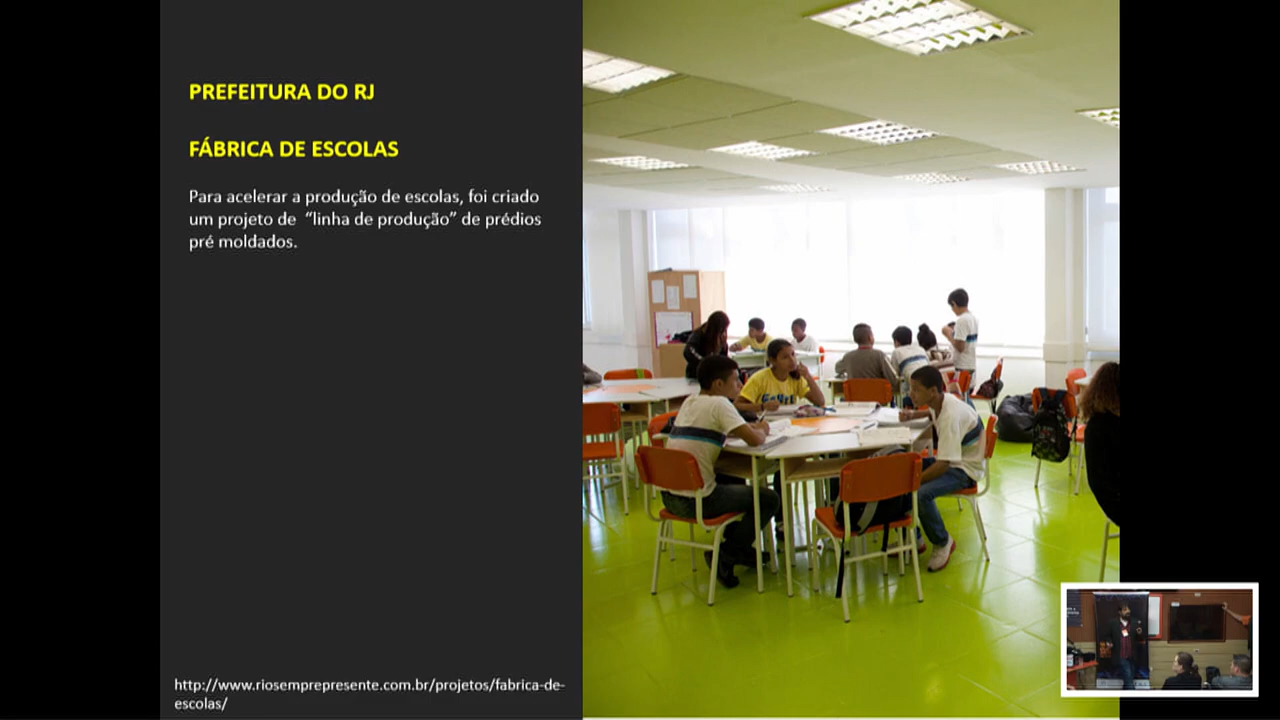 PREFEITURA DO RJ
FÁBRICA DE ESCOLAS
Para acelerar a produção de escolas, foi criado
um projeto de “linha de produção” de prédios
pré moldados.
http://www.riosemprepresente.com.br/projetos/fabrica-de-
escolas/